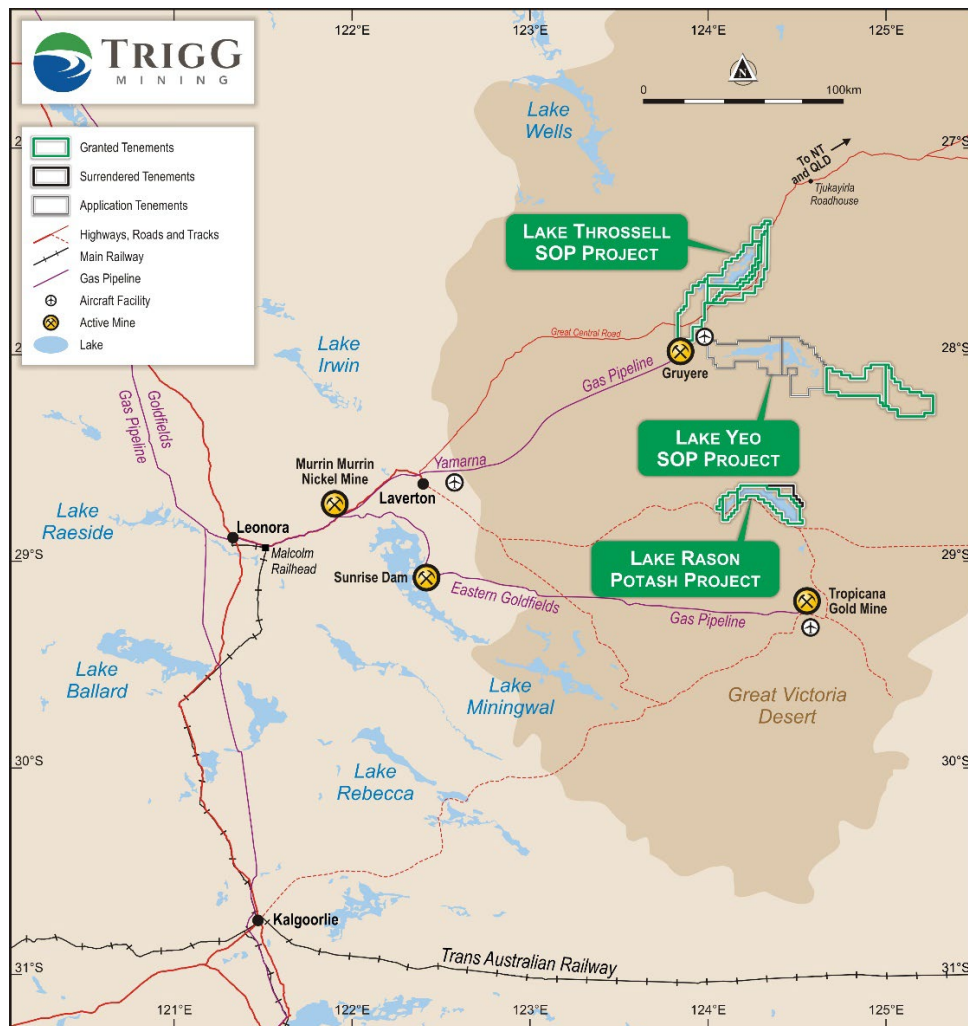 122°E
123°E
124°E
125°E
TRIGG
MINING
0
100km
N
Lake
Wells
Granted Tenements
Surrendered Tenements
Application Tenements
Highways, Roads and Tracks
Main Railway
Gas Pipeline
Aircraft Facility
Active Mine
Lake
27°S
To NT
and QLD
Tjukayirla
Roadhouse
LAKE THROSSELL
SOP PROJECT
Great Central Road
Lake
Irwin
28°S
Gruyere
Gas Pipeline
Goldfields
Gas Pipeline
LAKE YEO
SOP PROJECT
Murrin Murrin
Nickel Mine
Yamarna
Laverton
Lake
Raeside
Leonora
Malcolm
Railhead
29°S
29°S
LAKE RASON
POTASH PROJECT
Sunrise Dam
Eastern Goldfields
Gas Pipeline
Tropicana
Gold Mine
Lake
Ballard
Lake
Miningwal
Great Victoria
Desert
30°S
30°S
Lake
Rebecca
Kalgoorlie
Trans Australian Railway
31°S
31°S
121°E
122°E
123°E
124°E
125°E